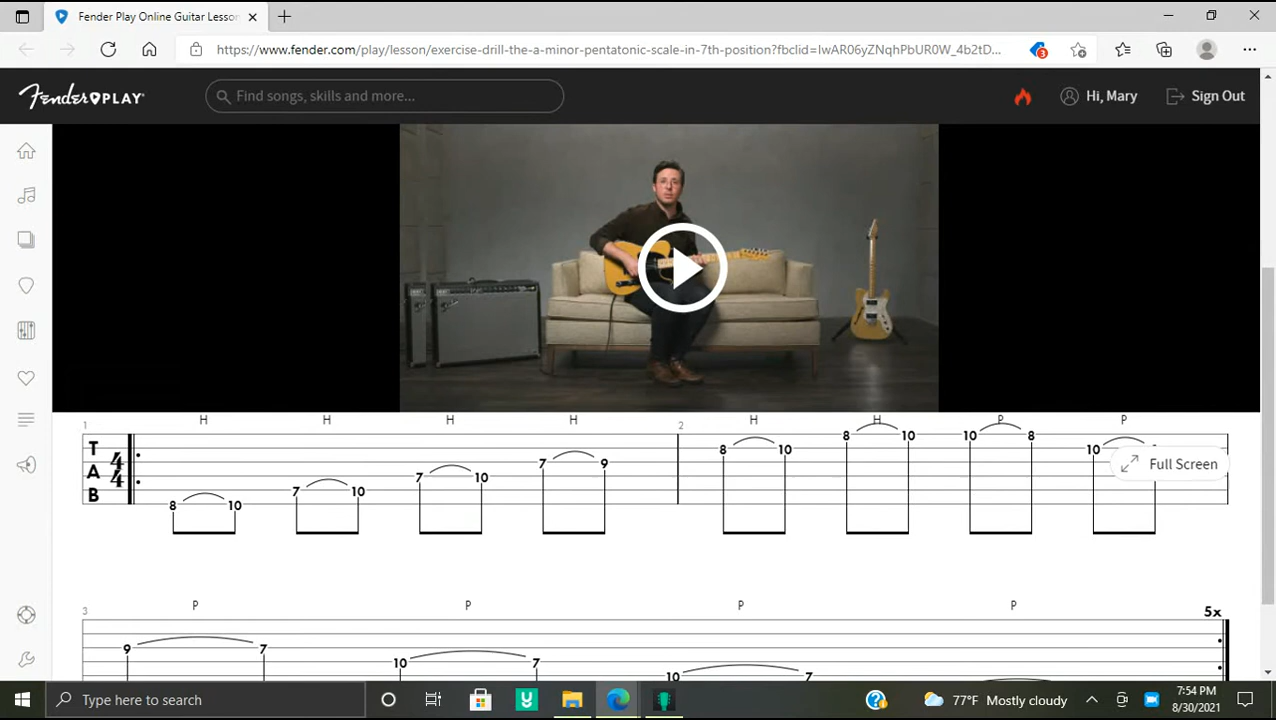 Fender Play Online Guitar Lesson
https://www.fender.com/play/lesson/exercise-drill-the-a-minor-pentatonic-scale-in-7th-position?fbclid=IwAR06yZNqhPbUR0W_4b2tD...
3
Fender PLAY
Find songs, skills and more...
Hi, Mary
Sign Out
H H H H H H P P
1 2
T A B 4 4 8 10 7 10 7 10 7 9 8 10 8 10 10 8 10
Full Screen
P P P P
3 5x
9 7 10 7 10 7
Type here to search
77°F Mostly cloudy
7:54 PM
8/30/2021